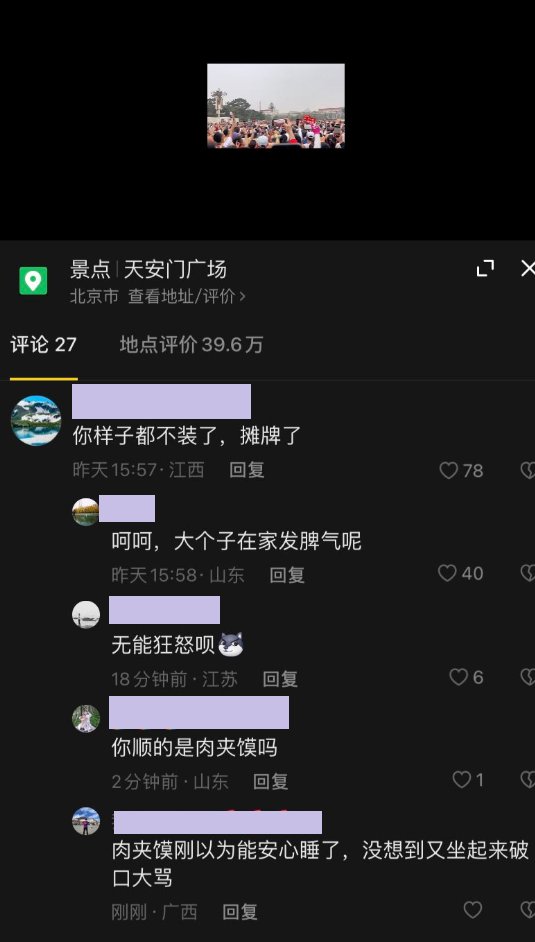 景点 | 天安门广场
北京市 查看地址/评价>
评论 27 地点评价39.6万
你样子都不装了，摊牌了
昨天15:57·江西 回复 78
呵呵，大个子在家发脾气呢
昨天15:58·山东 回复 40
无能狂怒呗
18分钟前·江苏 回复 6
你顺的是肉夹馍吗
2分钟前·山东 回复 1
肉夹馍刚以为能安心睡了，没想到又坐起来破
口大骂
刚刚·广西 回复